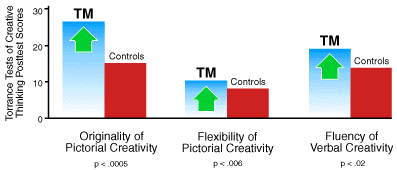 Torrance Tests of Creative
Thinking Posttest Scores
30
20
10
0
TM
Controls
TM
Controls
TM
Controls
Originality of
Pictorial Creativity
p < .0005
Flexibility of
Pictorial Creativity
p < .006
Fluency of
Verbal Creativity
p < .02